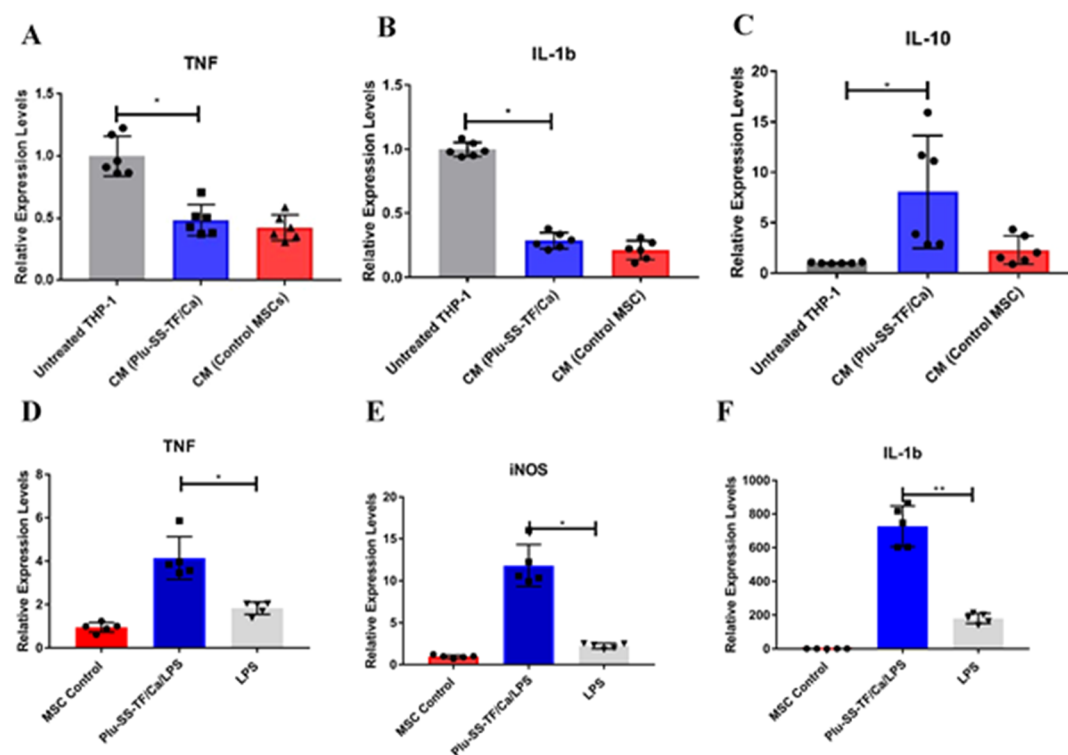 A
TNF
Relative Expression Levels
1.5
1.0
0.5
0.0
*
Untreated THP-1
CM (Plu-SS-TF/Ca)
CM (Control MSCs)
B
IL-1b
Relative Expression Levels
1.5
1.0
0.5
0.0
*
Untreated THP-1
CM (Plu-SS-TF/Ca)
CM (Control MSC)
C
IL-10
Relative Expression Levels
20
15
10
5
0
*
Untreated THP-1
CM (Plu-SS-TF/Ca)
CM (Control MSC)
D
TNF
Relative Expression Levels
8
6
4
2
0
*
MSC Control
Plu-SS-TF/Ca/LPS
LPS
E
iNOS
Relative Expression Levels
20
15
10
5
0
*
MSC Control
Plu-SS-TF/Ca/LPS
LPS
F
IL-1b
Relative Expression Levels
1000
800
600
400
200
0
**
MSC Control
Plu-SS-TF/Ca/LPS
LPS